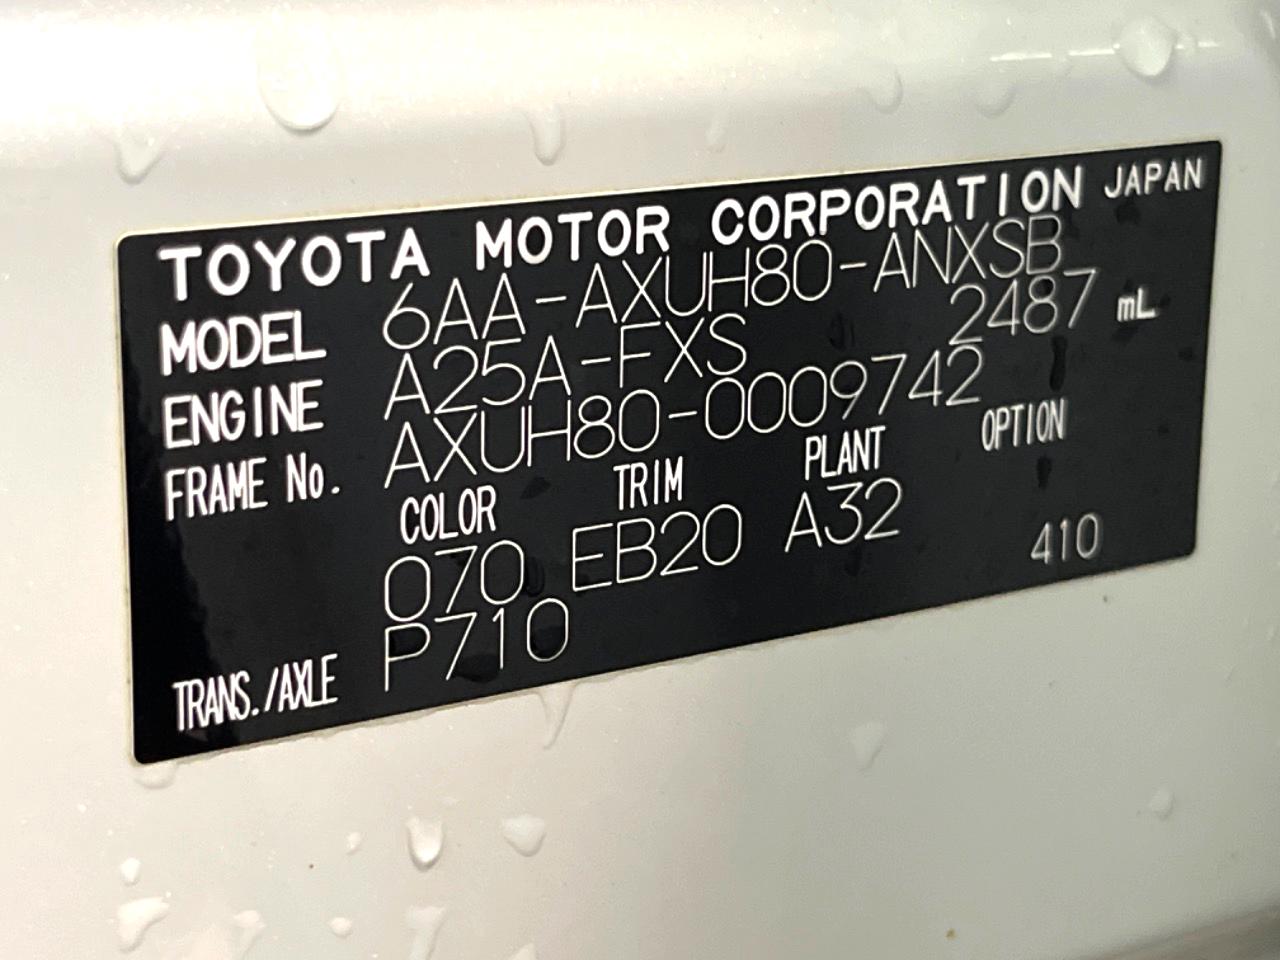 TOYOTA MOTOR CORPORATION JAPAN
MODEL 6AA-AXUH80-ANXSB
ENGINE A25A-FXS 2487 mL
FRAME No. AXUH80-0009742
COLOR TRIM PLANT OPTION
070 EB20 A32 410
TRANS./AXLE P710